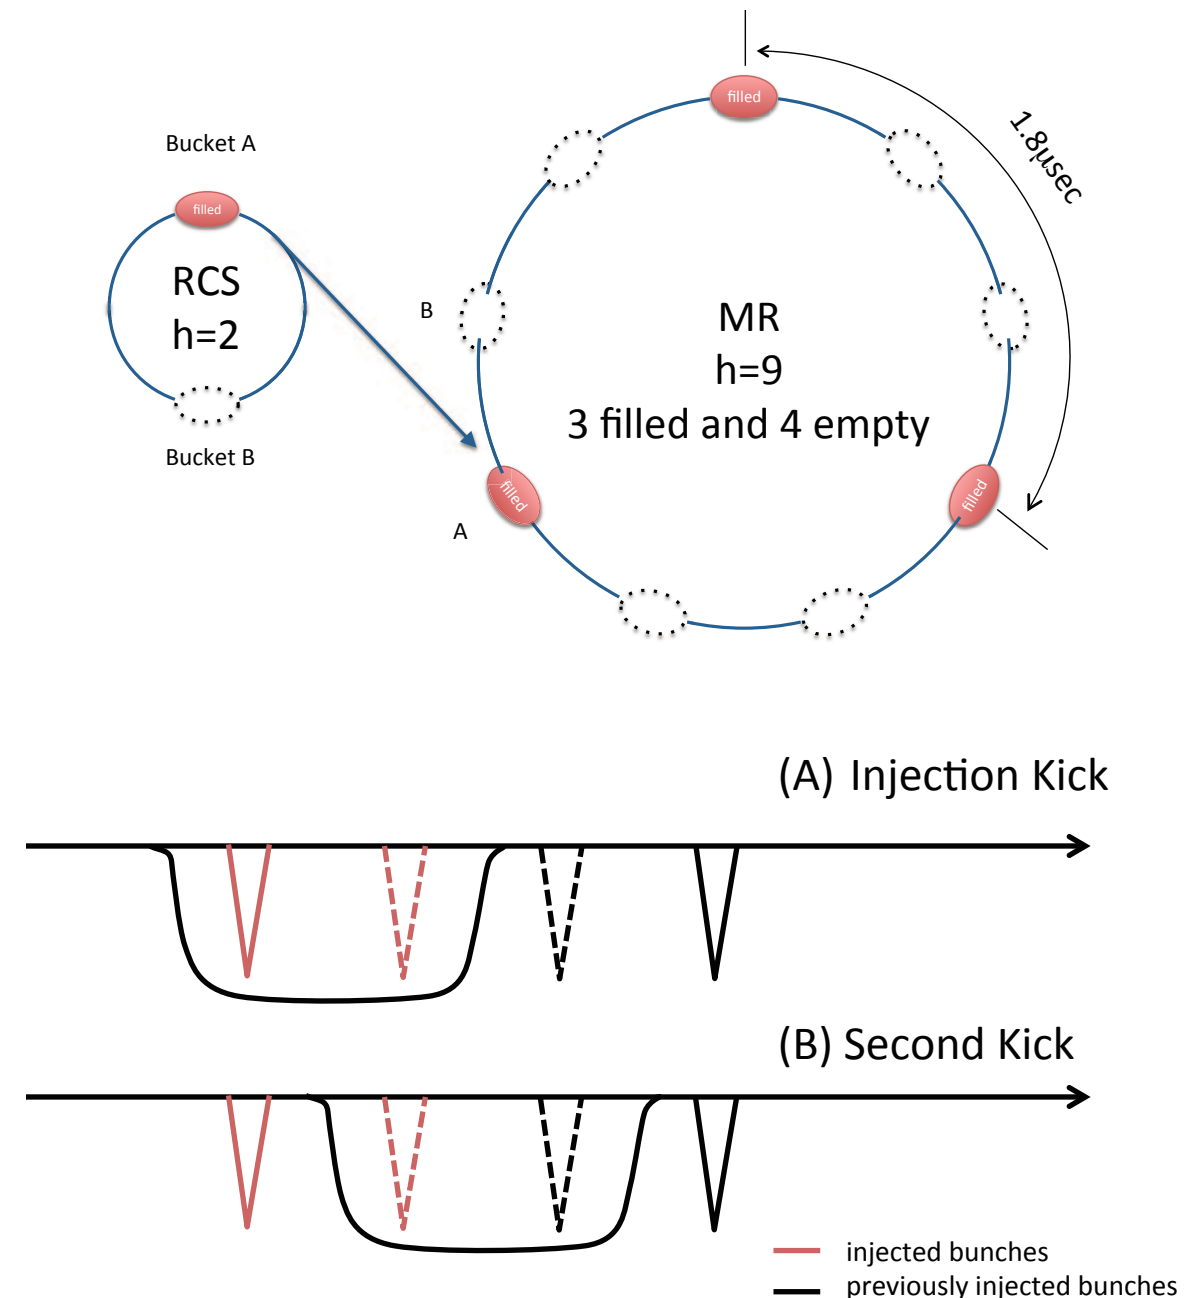 filled
1.8μsec
Bucket A
filled
RCS
h=2
B
MR
h=9
3 filled and 4 empty
Bucket B
filled
filled
A
(A) Injection Kick
(B) Second Kick
injected bunches
previously injected bunches